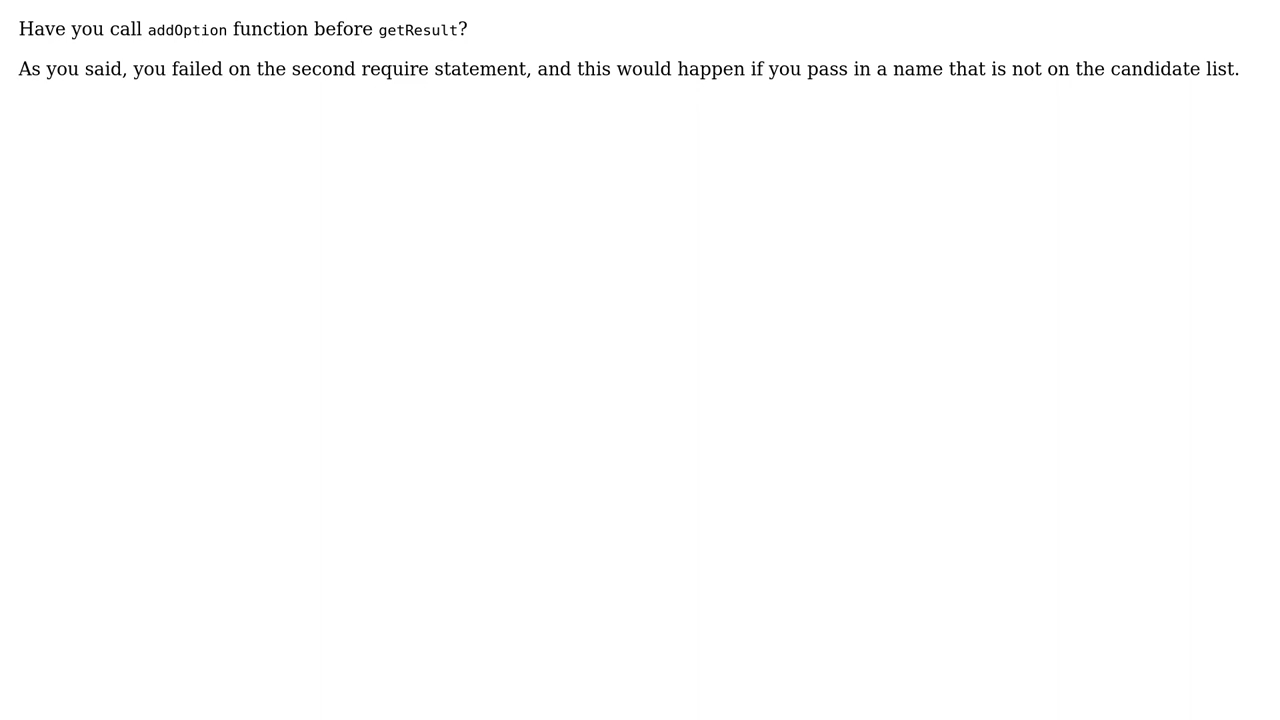 Have you call addOption function before getResult?
As you said, you failed on the second require statement, and this would happen if you pass in a name that is not on the candidate list.